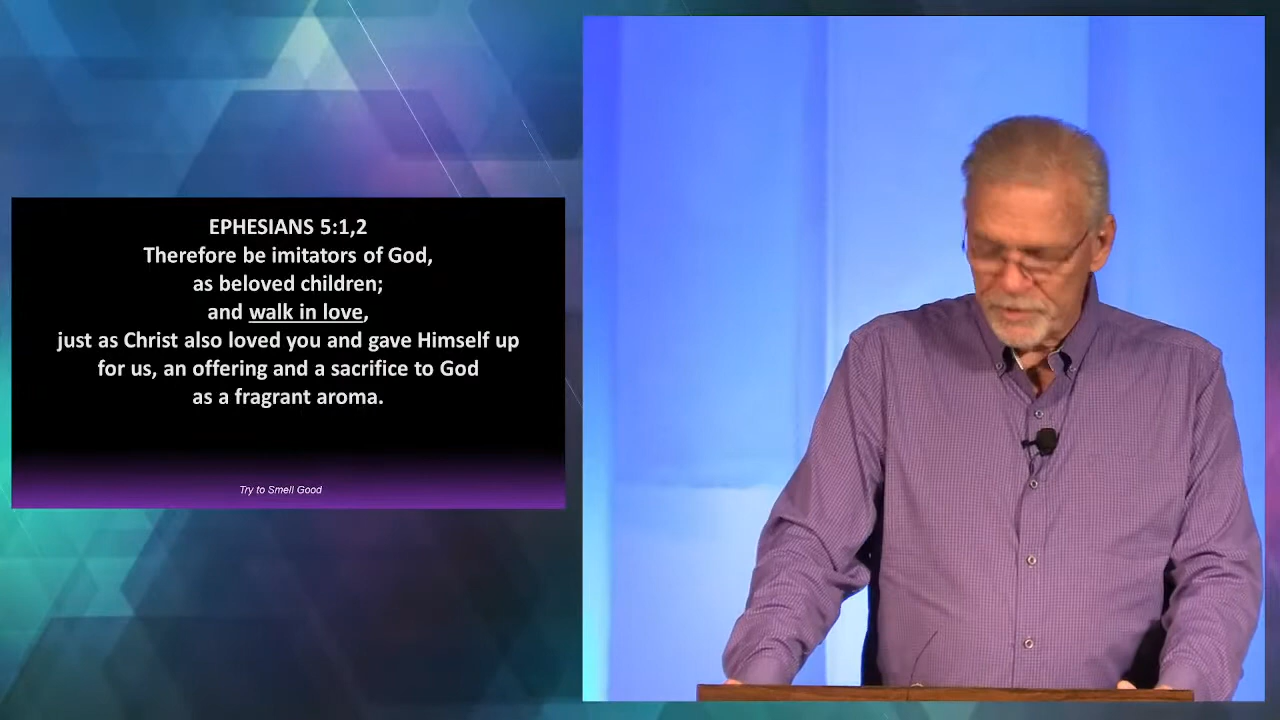 EPHESIANS 5:1,2
Therefore be imitators of God,
as beloved children;
and walk in love,
just as Christ also loved you and gave Himself up
for us, an offering and a sacrifice to God
as a fragrant aroma.
Try to Smell Good